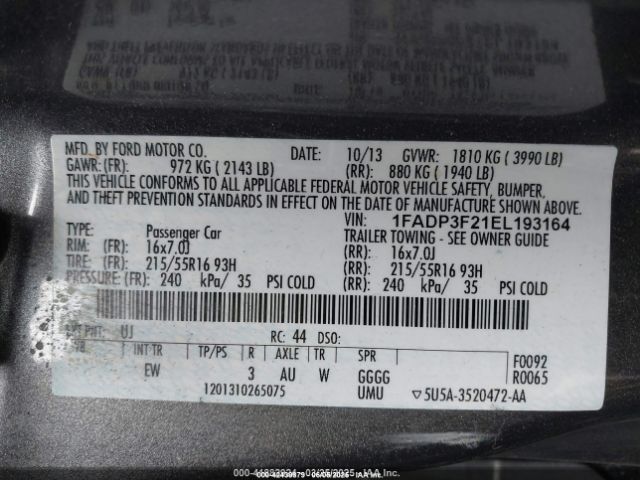 MFD. BY FORD MOTOR CO. DATE: 10/13 GVWR: 1810 KG ( 3990 LB)
GAWR: (FR): 972 KG ( 2143 LB) (RR): 880 KG ( 1940 LB)
THIS VEHICLE CONFORMS TO ALL APPLICABLE FEDERAL MOTOR VEHICLE SAFETY, BUMPER,
AND THEFT PREVENTION STANDARDS IN EFFECT ON THE DATE OF MANUFACTURE SHOWN ABOVE.
VIN: 1FADP3F21EL193164
TYPE: Passenger Car TRAILER TOWING - SEE OWNER GUIDE
RIM: (FR): 16x7.0J (RR): 16x7.0J
TIRE: (FR): 215/55R16 93H (RR): 215/55R16 93H
PRESSURE: (FR): 240 kPa/ 35 PSI COLD (RR): 240 kPa/ 35 PSI COLD
EXT PNT: UJ RC: 44 DSO:
INT TR TP/PS R AXLE TR SPR
EW 3 AU W GGGG
F0092
R0065
1201310265075 UMU ▽5U5A-3520472-AA
06/05/2025